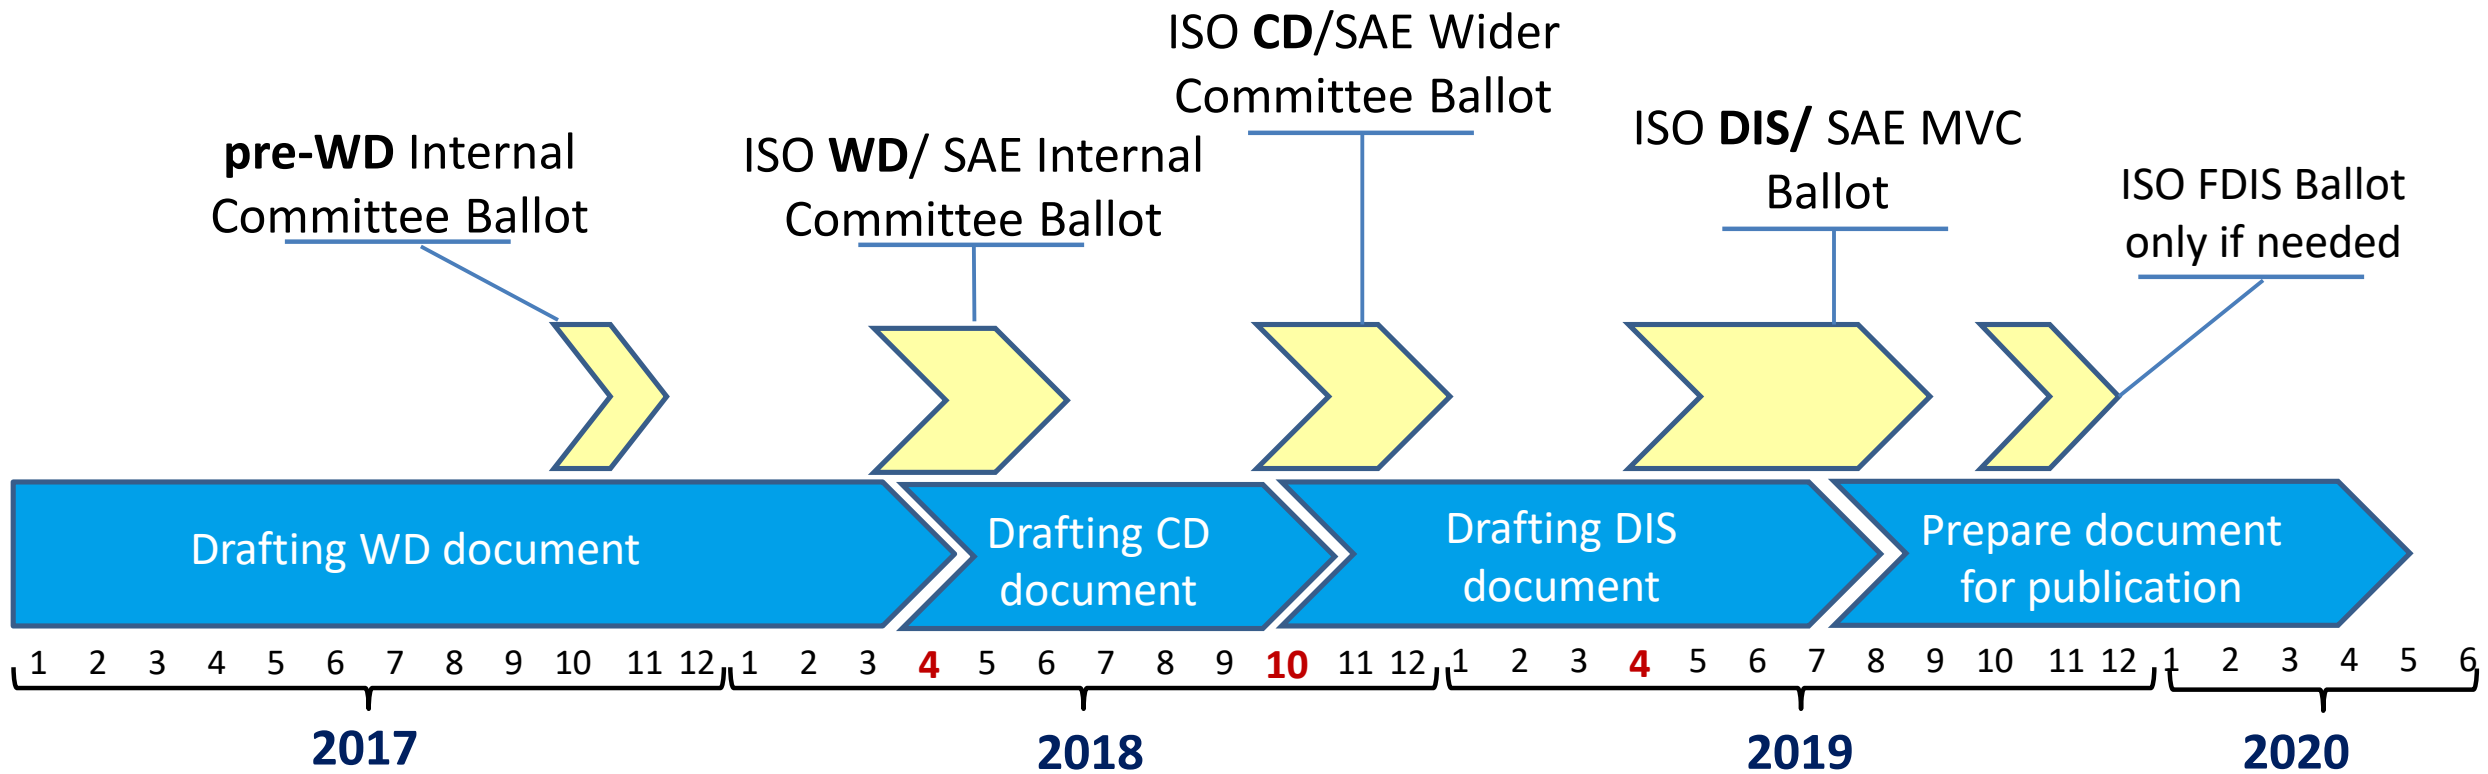 ISO CD/SAE Wider
Committee Ballot
pre-WD Internal
Committee Ballot
ISO WD/ SAE Internal
Committee Ballot
ISO DIS/ SAE MVC
Ballot
ISO FDIS Ballot
only if needed
Drafting WD document
Drafting CD
document
Drafting DIS
document
Prepare document
for publication
1 2 3 4 5 6 7 8 9 10 11 12 1 2 3 4 5 6 7 8 9 10 11 12 1 2 3 4 5 6 7 8 9 10 11 12 1 2 3 4 5 6
2017 2018 2019 2020